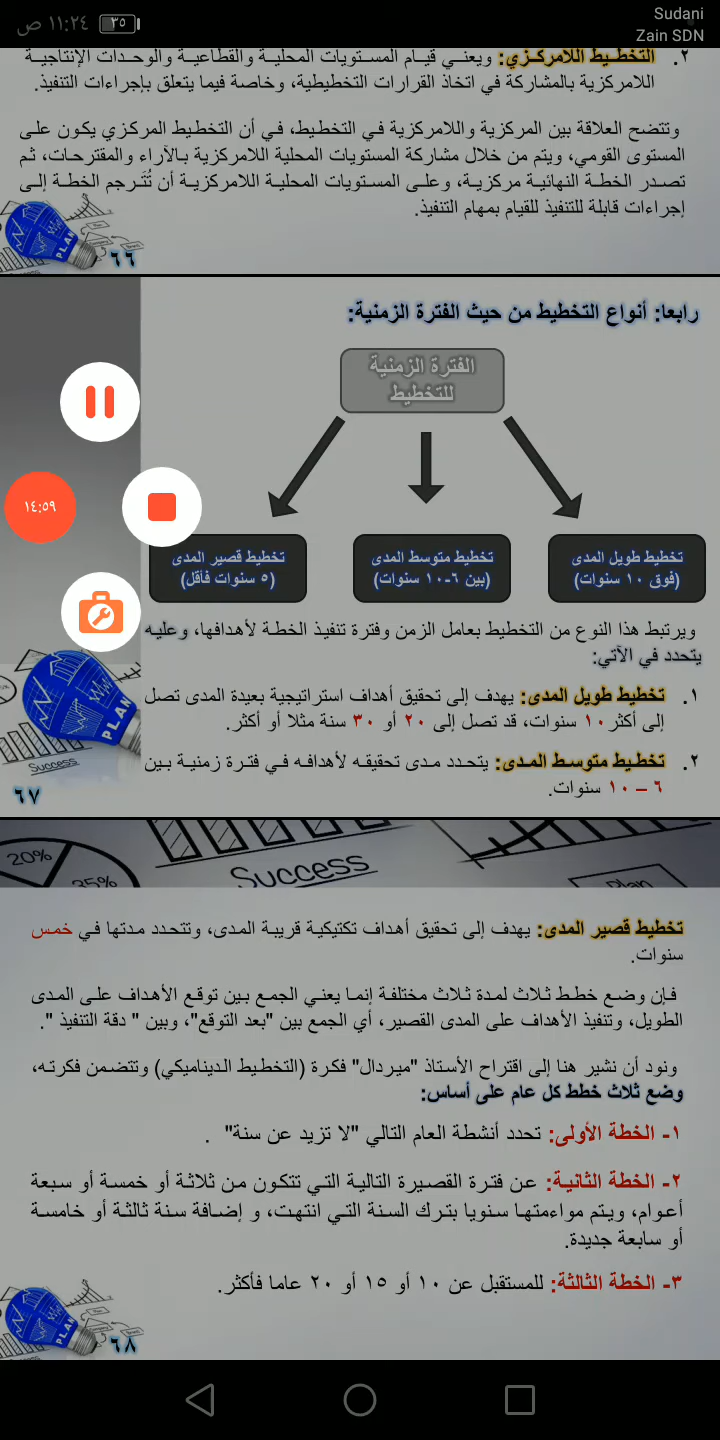 ١١:٢٤ ص
٣٥
Sudani
Zain SDN
٢. التخطيط اللامركزي: ويعني قيام المستويات المحلية والقطاعية والوحدات الإنتاجية
اللامركزية بالمشاركة في اتخاذ القرارات التخطيطية، وخاصة فيما يتعلق بإجراءات التنفيذ.
وتتضح العلاقة بين المركزية واللامركزية في التخطيط، في أن التخطيط المركزي يكون على
المستوى القومي، ويتم من خلال مشاركة المستويات المحلية اللامركزية بالآراء والمقترحات، ثم
تصدر الخطة النهائية مركزية، وعلى المستويات المحلية اللامركزية أن تُتَرجم الخطة إلى
إجراءات قابلة للتنفيذ للقيام بمهام التنفيذ.
PLAN
٦٦
رابعا: أنواع التخطيط من حيث الفترة الزمنية:
الفترة الزمنية
للتخطيط
تخطيط طويل المدى
(فوق ١٠ سنوات)
تخطيط متوسط المدى
(بين ٦-١٠ سنوات)
تخطيط قصير المدى
(٥ سنوات فأقل)
١٤:٥٩
ويرتبط هذا النوع من التخطيط بعامل الزمن وفترة تنفيذ الخطة لأهدافها، وعليه
يتحدد في الآتي:
١. تخطيط طويل المدى: يهدف إلى تحقيق أهداف استراتيجية بعيدة المدى تصل
إلى أكثر١٠ سنوات، قد تصل إلى ٢٠ أو ٣٠ سنة مثلا أو أكثر.
٢. تخطيط متوسط المدى: يتحدد مدى تحقيقه لأهدافه في فترة زمنية بين
٦ – ١٠ سنوات.
PLAN
Success
٦٧
20%
35%
Success
Plan
تخطيط قصير المدى: يهدف إلى تحقيق أهداف تكتيكية قريبة المدى، وتتحدد مدتها في خمس
سنوات.
فإن وضع خطط ثلاث لمدة ثلاث مختلفة إنما يعني الجمع بين توقع الأهداف على المدى
الطويل، وتنفيذ الأهداف على المدى القصير، أي الجمع بين "بعد التوقع"، وبين " دقة التنفيذ ".
ونود أن نشير هنا إلى اقتراح الأستاذ "ميردال" فكرة (التخطيط الديناميكي) وتتضمن فكرته،
وضع ثلاث خطط كل عام على أساس:
١- الخطة الأولى: تحدد أنشطة العام التالي "لا تزيد عن سنة" .
٢- الخطة الثانية: عن فترة القصيرة التالية التي تتكون من ثلاثة أو خمسة أو سبعة
أعوام، ويتم مواءمتها سنويا بترك السنة التي انتهت، و إضافة سنة ثالثة أو خامسة
أو سابعة جديدة.
٣- الخطة الثالثة: للمستقبل عن ١٠ أو ١٥ أو ٢٠ عاما فأكثر.
PLAN
٦٨